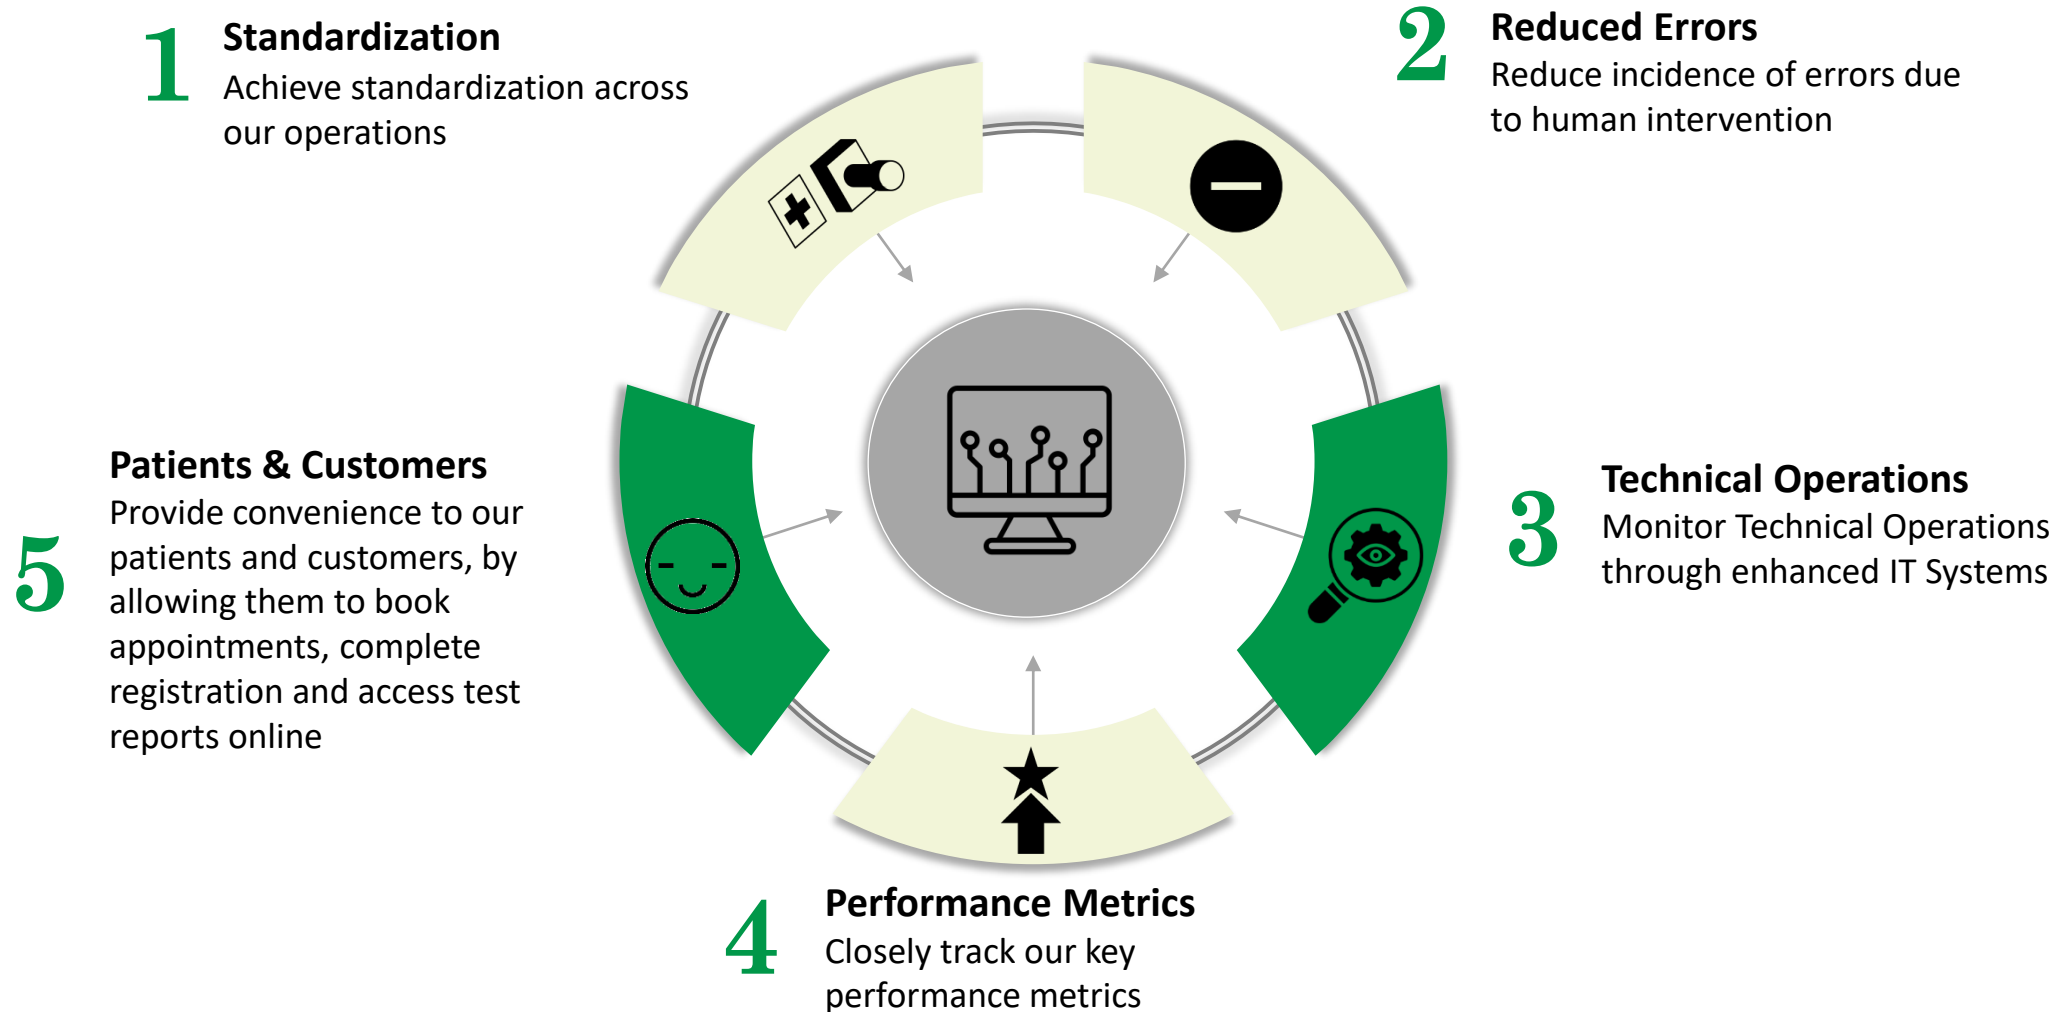 1
Standardization
Achieve standardization across
our operations
2
Reduced Errors
Reduce incidence of errors due
to human intervention
3
Technical Operations
Monitor Technical Operations
through enhanced IT Systems
4
Performance Metrics
Closely track our key
performance metrics
5
Patients & Customers
Provide convenience to our
patients and customers, by
allowing them to book
appointments, complete
registration and access test
reports online